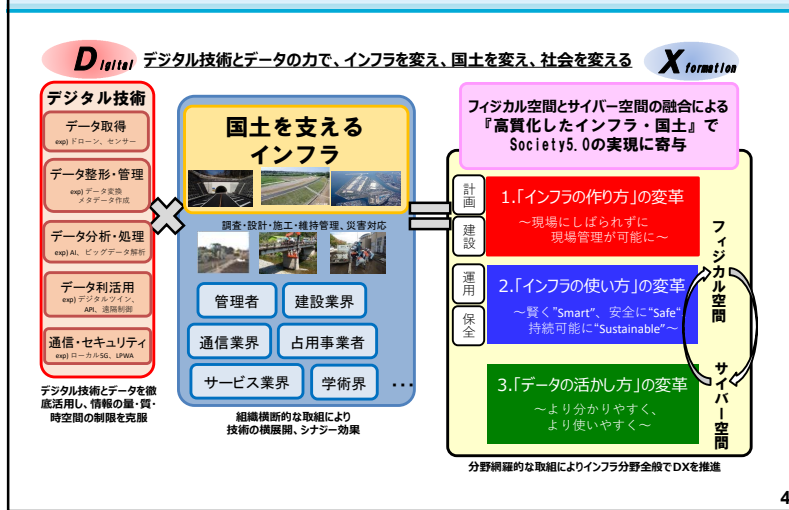 Digital
デジタル技術とデータの力で、インフラを変え、国土を変え、社会を変える
X formation
デジタル技術
データ取得
exp) ドローン、センサー
データ整形・管理
exp) データ変換
メタデータ作成
データ分析・処理
exp) AI、ビッグデータ解析
データ利活用
exp) デジタルツイン、
API、遠隔制御
通信・セキュリティ
exp) ローカル5G、LPWA
デジタル技術とデータを徹
底活用し、情報の量・質・
時空間の制限を克服
国土を支える
インフラ
調査・設計・施工・維持管理、災害対応
管理者
建設業界
通信業界
占用事業者
サービス業界
学術界
…
組織横断的な取組により
技術の横展開、シナジー効果
フィジカル空間とサイバー空間の融合による
『高質化したインフラ・国土』で
Society5.0の実現に寄与
計画
建設
運用
保全
1.「インフラの作り方」の変革
～現場にしばられずに
現場管理が可能に～
2.「インフラの使い方」の変革
～賢く"Smart"、安全に“Safe“
持続可能に“Sustainable”～
3.「データの活かし方」の変革
～より分かりやすく、
より使いやすく～
フィジカル空間
サイバー空間
分野網羅的な取組によりインフラ分野全般でDXを推進
4